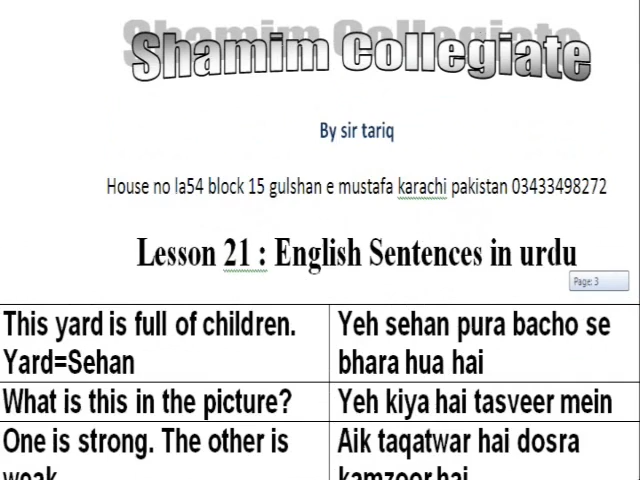 Shamim Collegiate
By sir tariq
House no la54 block 15 gulshan e mustafa karachi pakistan 03433498272
Lesson 21 : English Sentences in urdu
Page: 3
This yard is full of children.
Yard=Sehan
Yeh sehan pura bacho se
bhara hua hai
What is this in the picture?
Yeh kiya hai tasveer mein
One is strong. The other is
weak
Aik taqatwar hai dosra
kamzoor hai